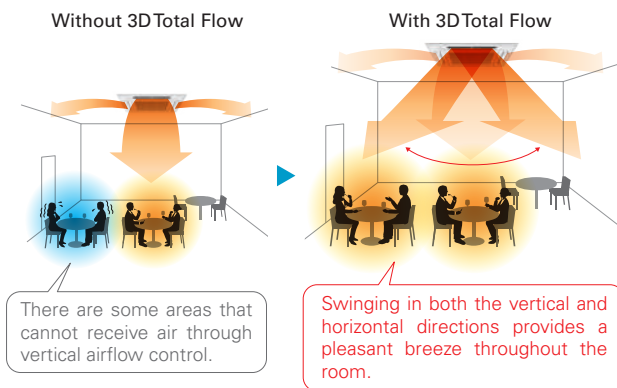 Without 3D Total Flow
With 3D Total Flow
There are some areas that
cannot receive air through
vertical airflow control.
Swinging in both the vertical and
horizontal directions provides a
pleasant breeze throughout the
room.